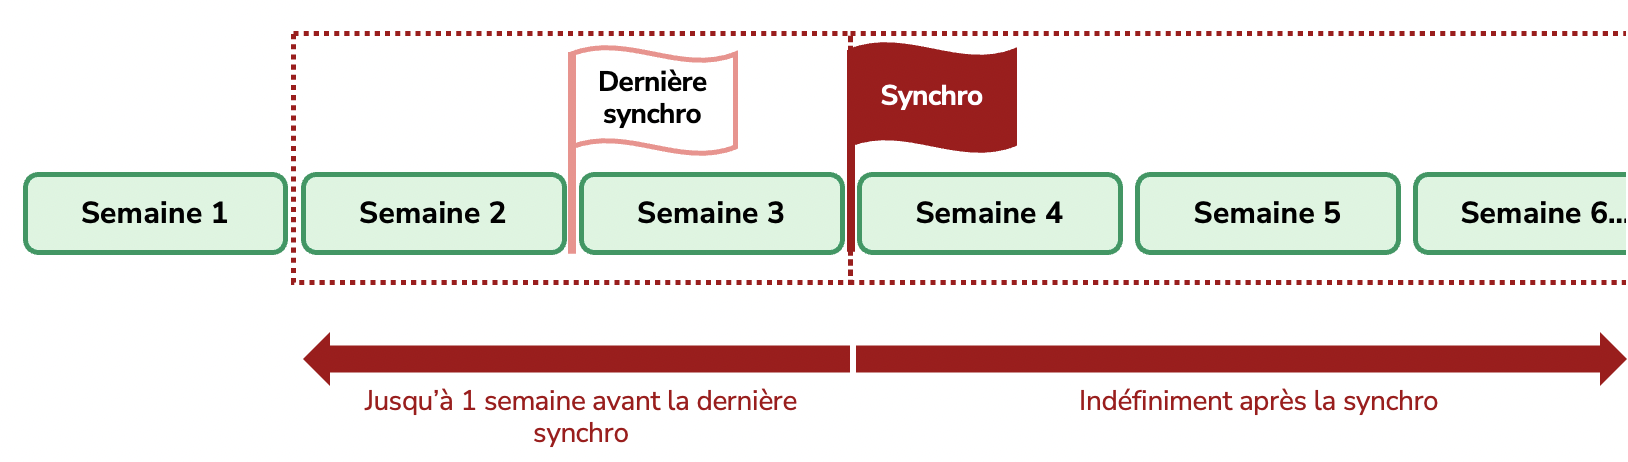 Dernière
synchro
Synchro
Semaine 1
Semaine 2
Semaine 3
Semaine 4
Semaine 5
Semaine 6...
Jusqu’à 1 semaine avant la dernière
synchro
Indéfiniment après la synchro